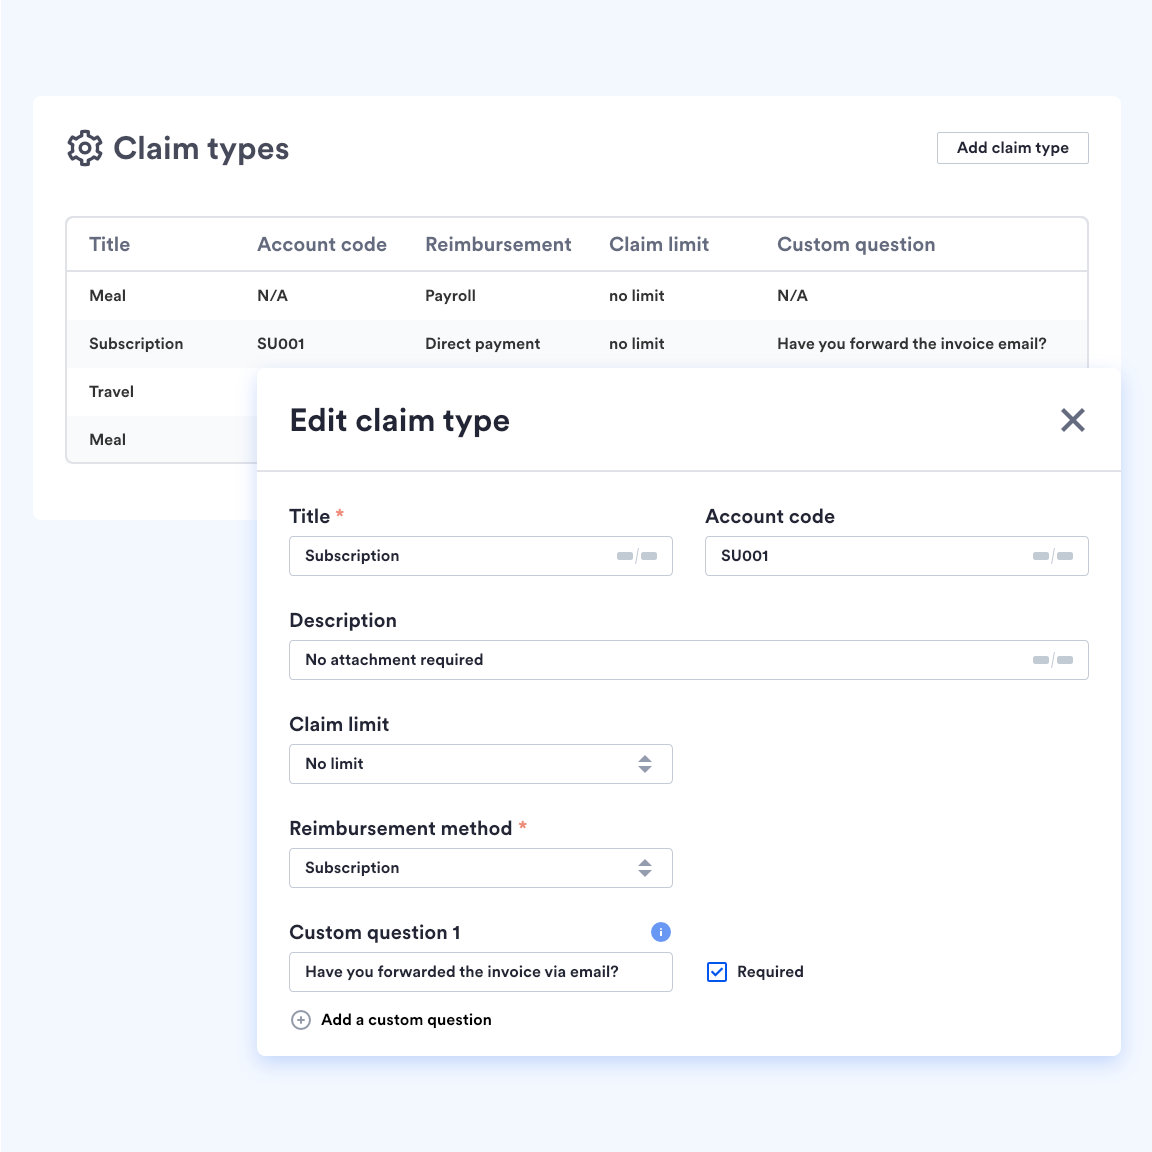 Claim types
Add claim type
Title Account code Reimbursement Claim limit Custom question
Meal N/A Payroll no limit N/A
Subscription SU001 Direct payment no limit Have you forward the invoice email?
Travel
Meal
Edit claim type
Title * Account code
Subscription SU001
Description
No attachment required
Claim limit
No limit
Reimbursement method *
Subscription
Custom question 1 i
Have you forwarded the invoice via email? Required
Add a custom question